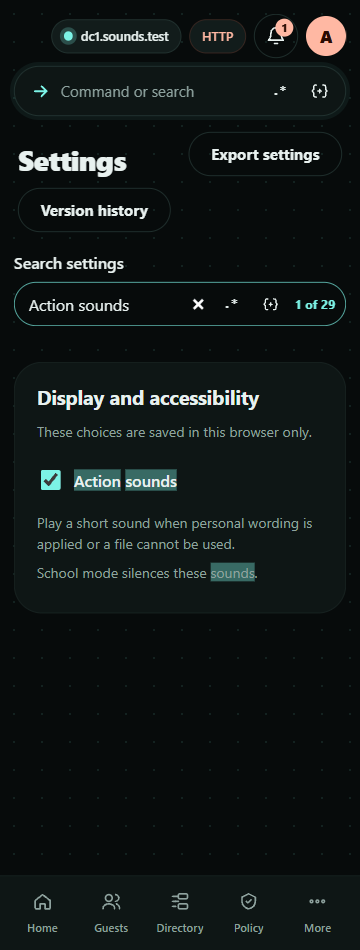 dc1.sounds.test
HTTP
1
A
Command or search
.*
{+}
Settings
Export settings
Version history
Search settings
Action sounds
.*
{+}
1 of 29
Display and accessibility
These choices are saved in this browser only.
Action sounds
Play a short sound when personal wording is
applied or a file cannot be used.
School mode silences these sounds.
Home
Guests
Directory
Policy
More